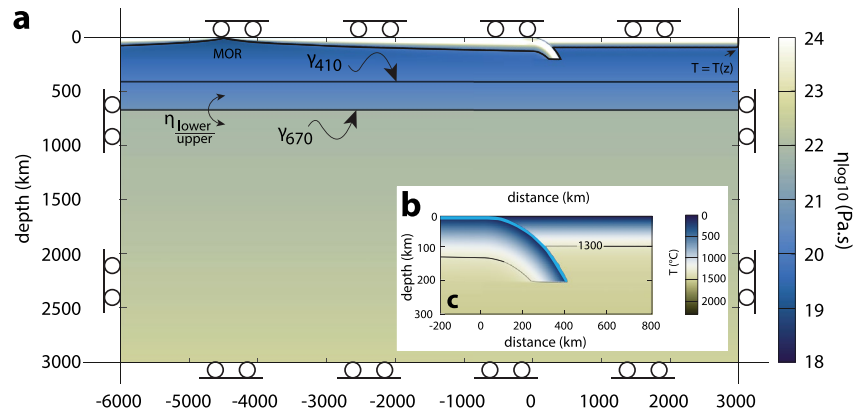 a
0
500
1000
1500
2000
2500
3000
depth (km)
MOR
γ410
T = T(z)
η lower
upper
γ670
b
distance (km)
0
100
200
300
depth (km)
1300
c
-200
0
200
400
600
800
distance (km)
0
500
1000
1500
2000
T (°C)
24
23
22
21
20
19
18
ηlog10 (Pa.s)
-6000
-5000
-4000
-3000
-2000
-1000
0
1000
2000
3000